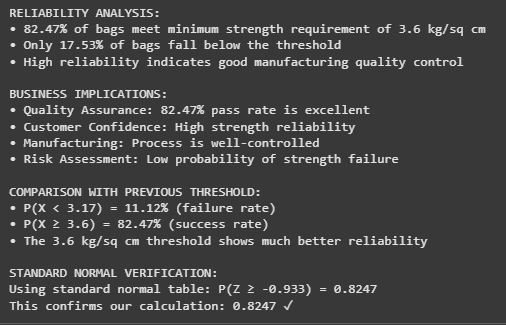 RELIABILITY ANALYSIS:
• 82.47% of bags meet minimum strength requirement of 3.6 kg/sq cm
• Only 17.53% of bags fall below the threshold
• High reliability indicates good manufacturing quality control
BUSINESS IMPLICATIONS:
• Quality Assurance: 82.47% pass rate is excellent
• Customer Confidence: High strength reliability
• Manufacturing: Process is well-controlled
• Risk Assessment: Low probability of strength failure
COMPARISON WITH PREVIOUS THRESHOLD:
• P(X < 3.17) = 11.12% (failure rate)
• P(X ≥ 3.6) = 82.47% (success rate)
• The 3.6 kg/sq cm threshold shows much better reliability
STANDARD NORMAL VERIFICATION:
Using standard normal table: P(Z ≥ -0.933) = 0.8247
This confirms our calculation: 0.8247 ✓